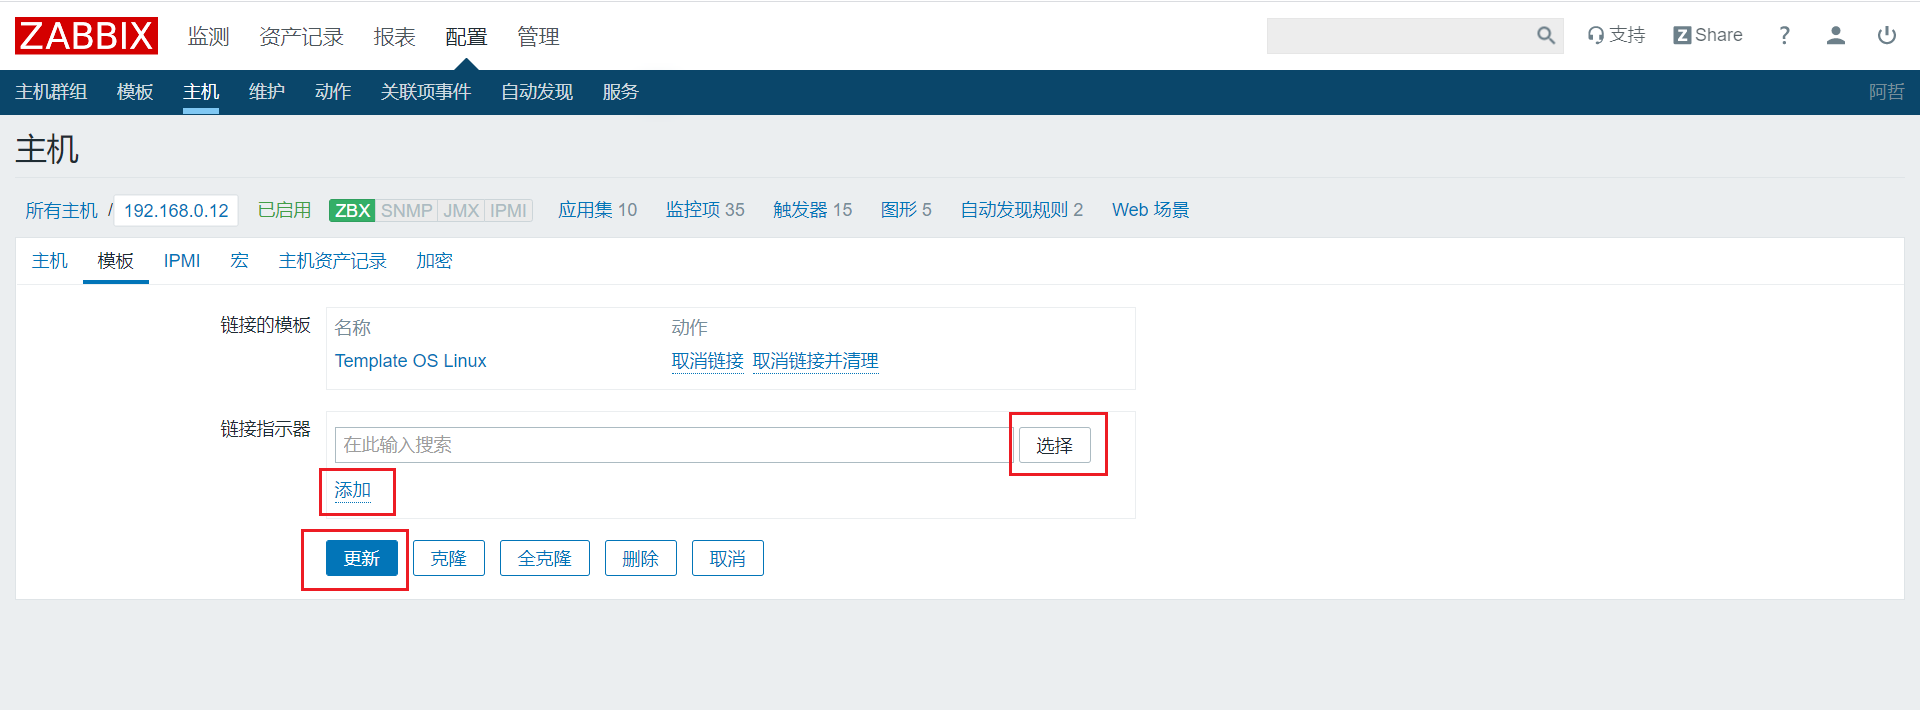 ZABBIX 监测 资产记录 报表 配置 管理 支持 Z Share ?
主机群组 模板 主机 维护 动作 关联项事件 自动发现 服务 阿哲
主机
所有主机 / 192.168.0.12 已启用 ZBX SNMP JMX IPMI 应用集 10 监控项 35 触发器 15 图形 5 自动发现规则 2 Web 场景
主机 模板 IPMI 宏 主机资产记录 加密
链接的模板 名称 动作
Template OS Linux 取消链接 取消链接并清理
链接指示器
在此输入搜索 选择
添加
更新 克隆 全克隆 删除 取消